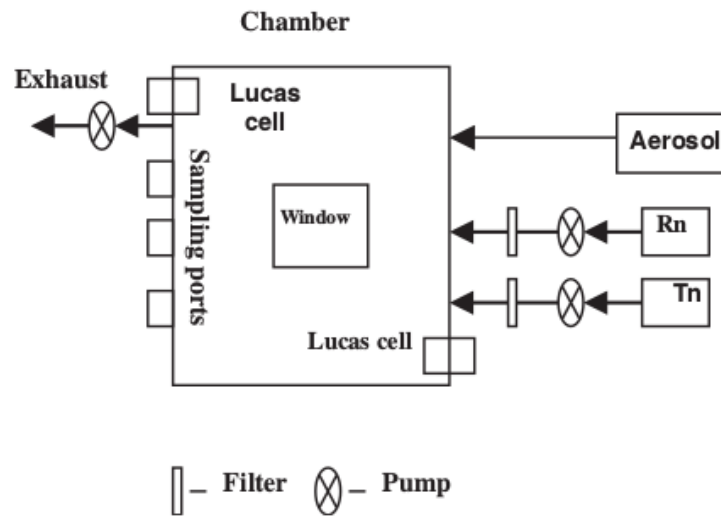 Chamber
Exhaust
Lucas
cell
Aerosol
Sampling ports
Window
Rn
Tn
Lucas cell
– Filter
– Pump